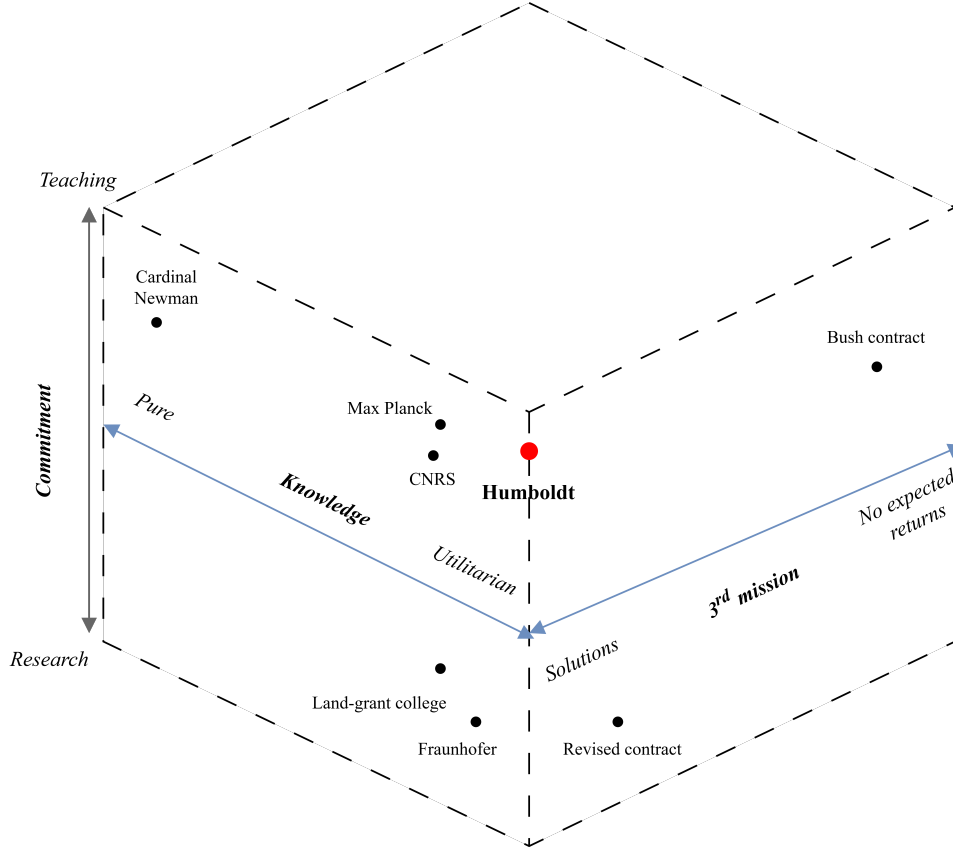 Teaching
Cardinal
Newman
Bush contract
Commitment
Pure
Max Planck
CNRS
Humboldt
Knowledge
No expected
returns
Utilitarian
3rd mission
Solutions
Research
Land-grant college
Fraunhofer
Revised contract